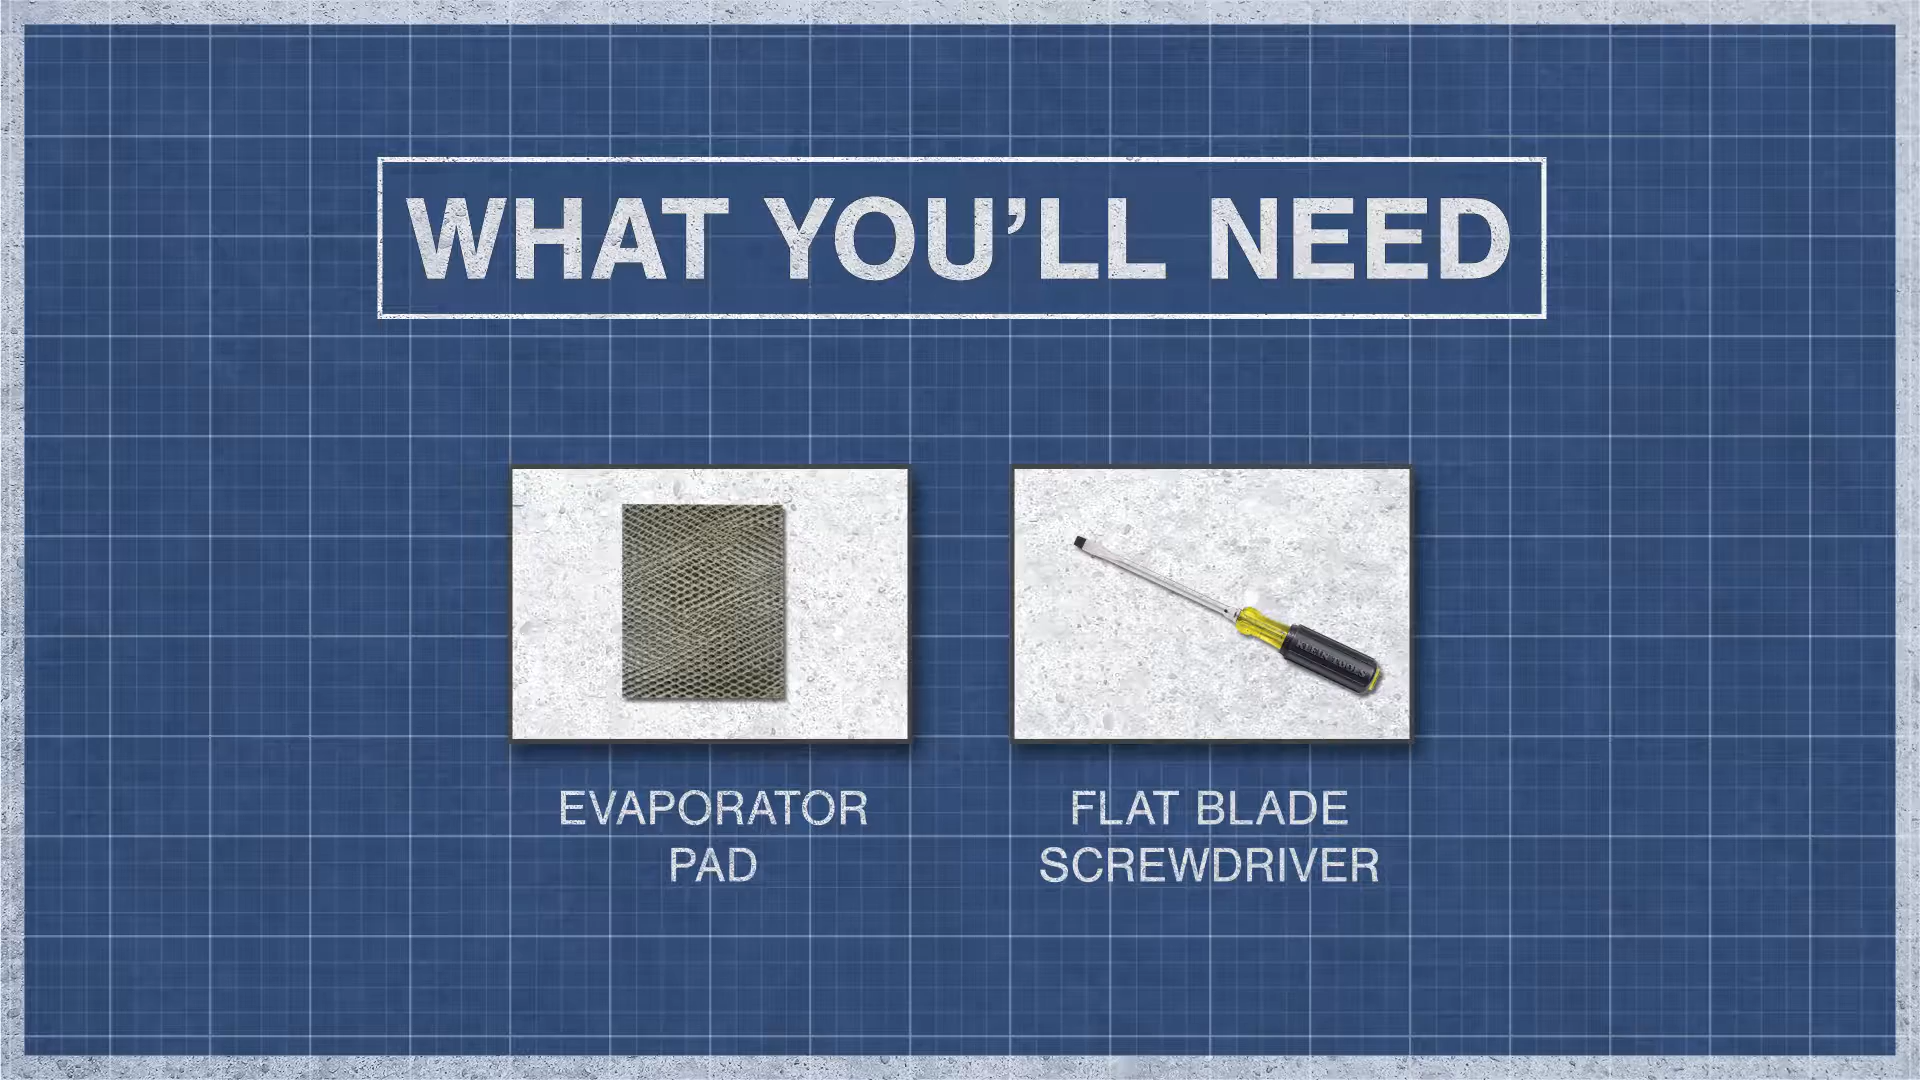 WHAT YOU’LL NEED
EVAPORATOR
PAD
FLAT BLADE
SCREWDRIVER